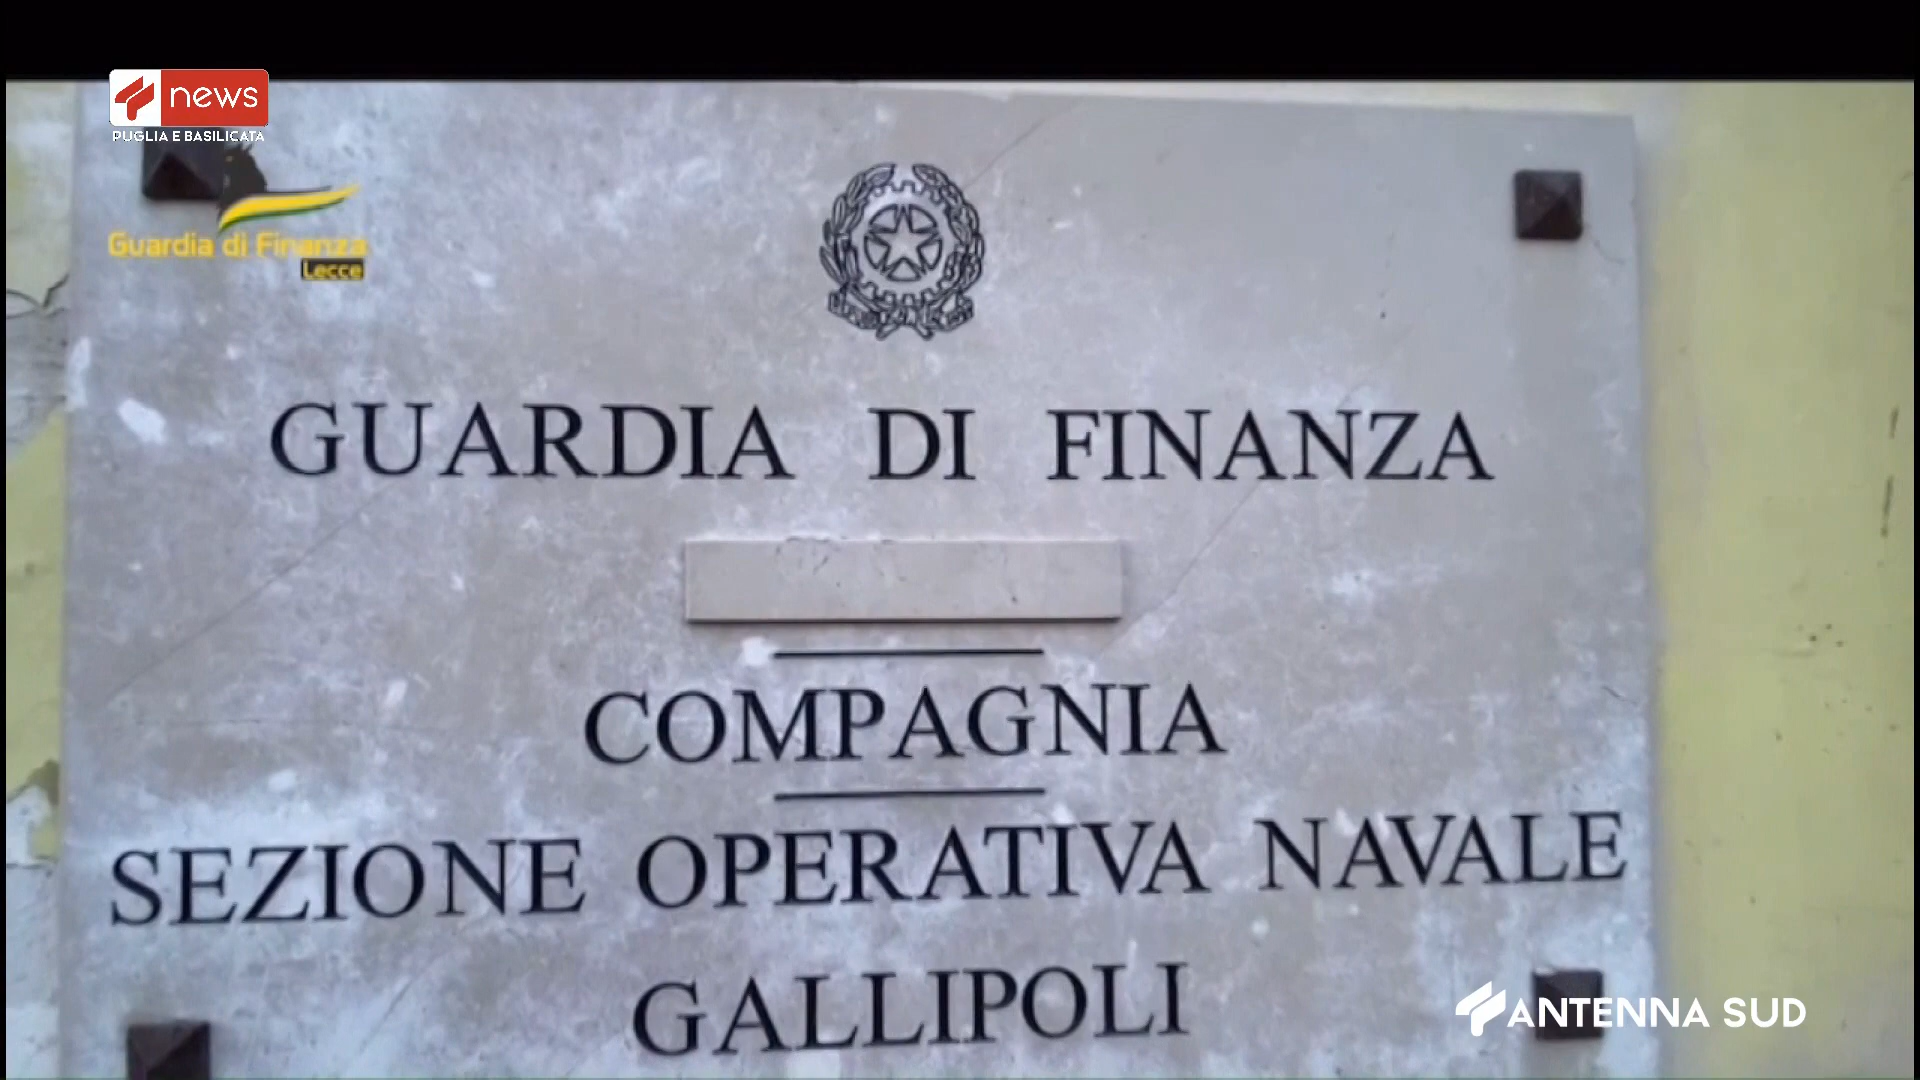 news
PUGLIA E BASILICATA
Guardia di Finanza
Lecce
GUARDIA DI FINANZA
COMPAGNIA
SEZIONE OPERATIVA NAVALE
GALLIPOLI
ANTENNA SUD